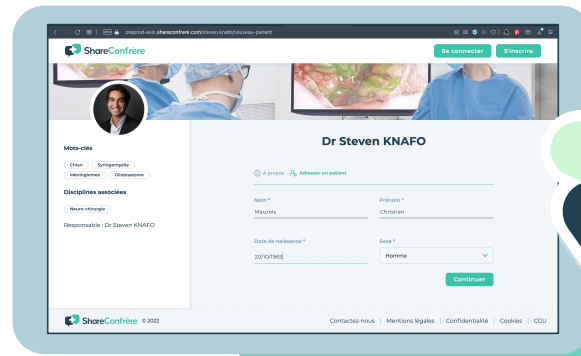 preprod-avis.shareconfrere.com/steven.knafo/nouveau-patient
ShareConfrère
Se connecter
S'inscrire
Dr Steven KNAFO
Mots-clés
Chiari
Syringomyélie
Méningiomes
Glioblastome
Disciplines associées
Neuro-chirurgie
Responsable : Dr Steven KNAFO
A propos
Adresser un patient
Nom *
Prénom *
Maurois
Christian
Date de naissance *
Sexe *
20/10/1965
Homme
Continuer
ShareConfrère © 2022
Contactez-nous | Mentions légales | Confidentialité | Cookies | CGU